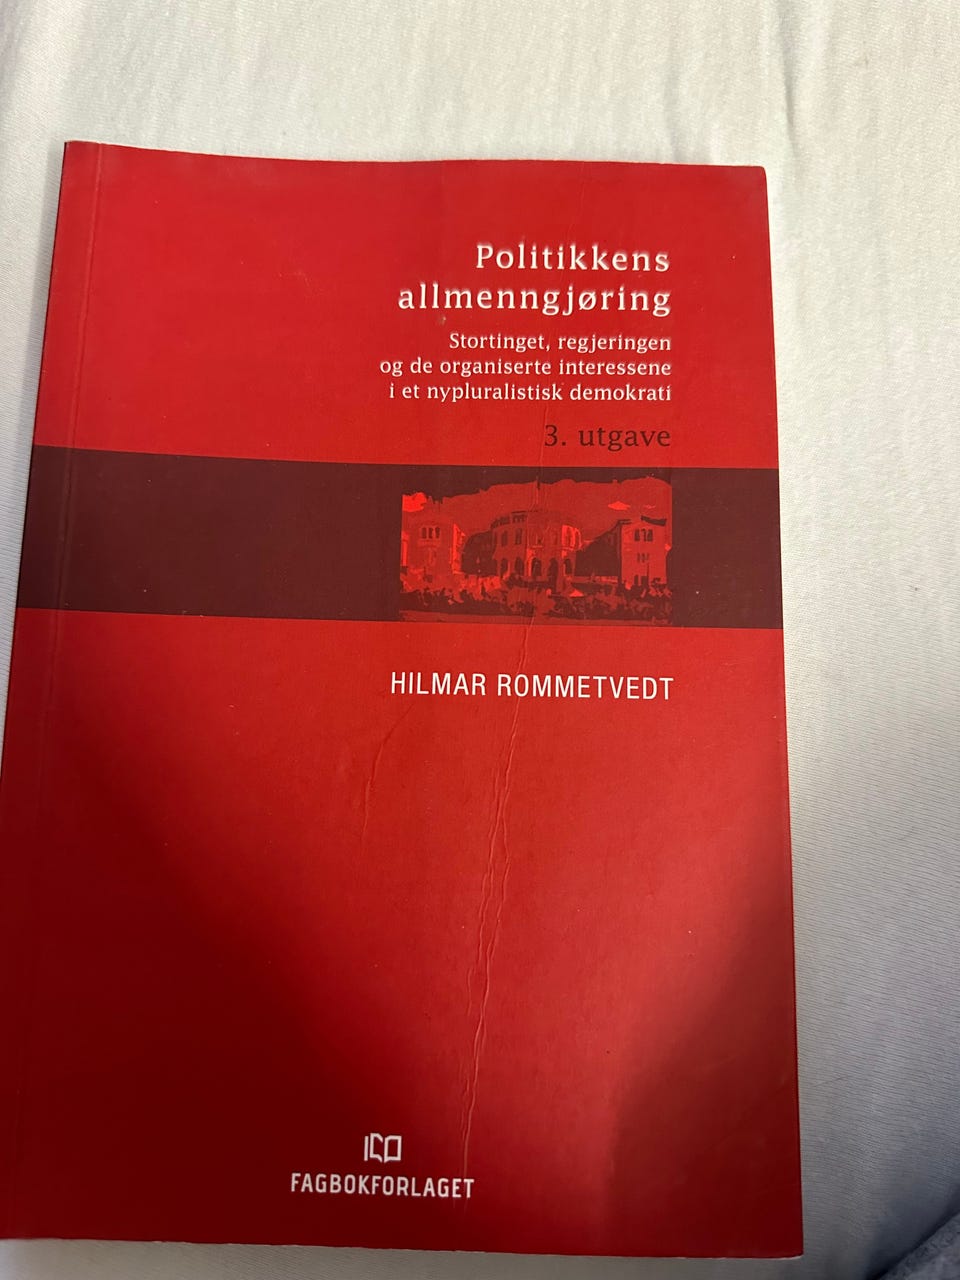 Politikkens
allmenngjøring
Stortinget, regjeringen
og de organiserte interessene
i et nypluralistisk demokrati
3. utgave
HILMAR ROMMETVEDT
FAGBOKFORLAGET